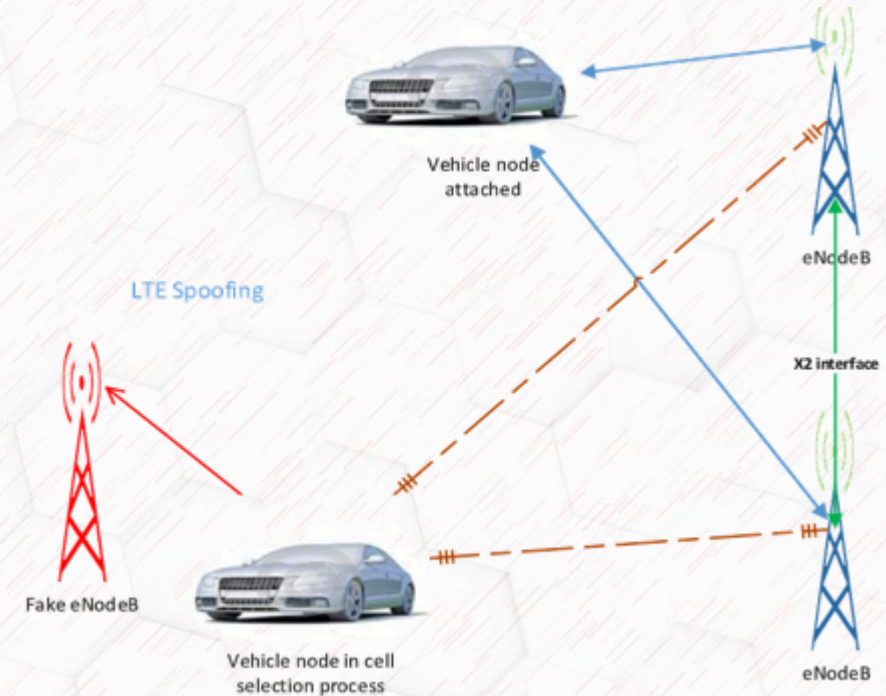 Vehicle node
attached
eNodeB
LTE Spoofing
X2 interface
Fake eNodeB
Vehicle node in cell
selection process
eNodeB